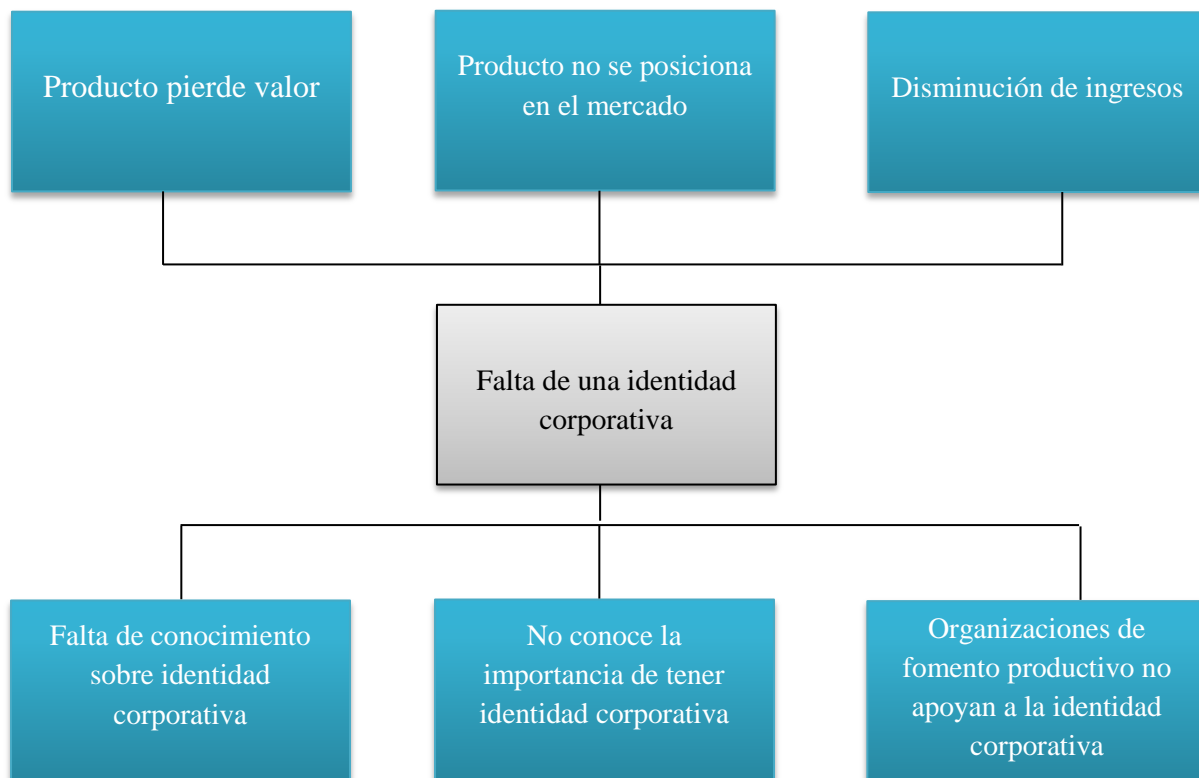 Producto pierde valor
Producto no se posiciona
en el mercado
Disminución de ingresos
Falta de una identidad
corporativa
Falta de conocimiento
sobre identidad
corporativa
No conoce la
importancia de tener
identidad corporativa
Organizaciones de
fomento productivo no
apoyan a la identidad
corporativa